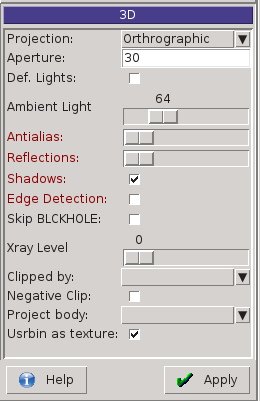 3D
Projection: Orthrographic
Aperture: 30
Def. Lights:
64
Ambient Light
Antialias:
Reflections:
Shadows:
Edge Detection:
Skip BLCKHOLE:
0
Xray Level
Clipped by:
Negative Clip:
Project body:
Usrbin as texture:
Help Apply